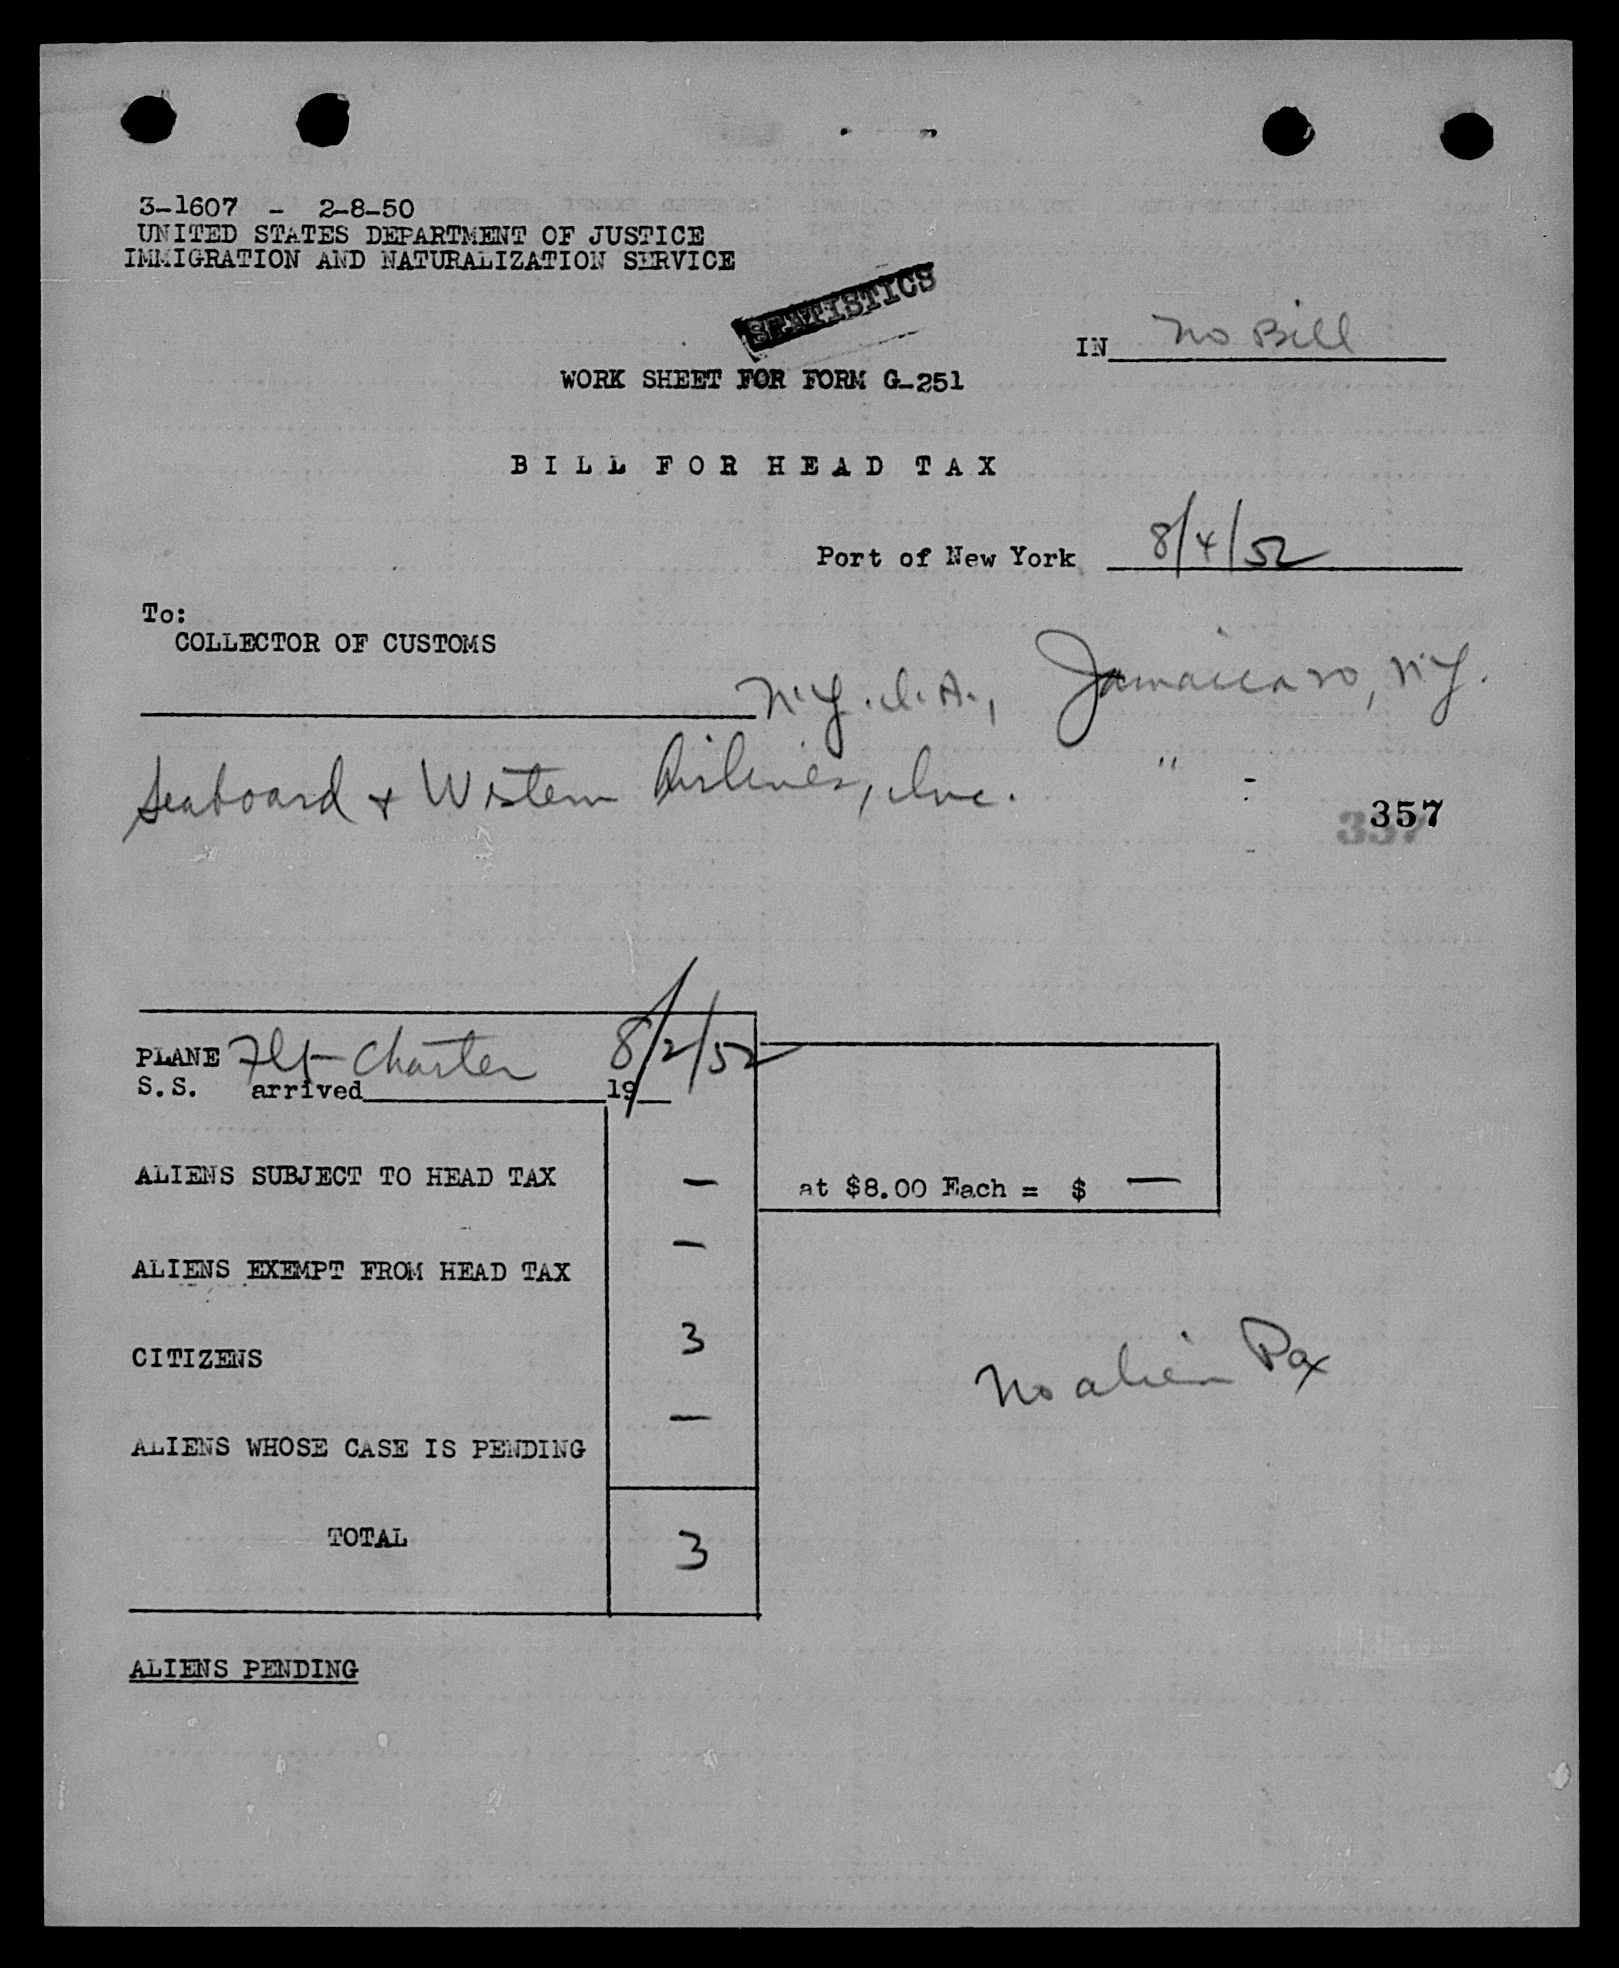 3-1607 - 2-8-50
UNITED STATES DEPARTMENT OF JUSTICE
IMMIGRATION AND NATURALIZATION SERVICE
STATISTICS
IN No Bill
WORK SHEET FOR FORM G-251
BILL FOR HEAD TAX
Port of New York 8/4/52
To:
COLLECTOR OF CUSTOMS
N.Y.I.A., Jamaica 30, N.Y.
Seaboard & Western Airlines, Inc. " -
357
PLANE Flt- Charter 8/2/52
S.S. arrived 19
ALIENS SUBJECT TO HEAD TAX — at $8.00 Each = $ —
ALIENS EXEMPT FROM HEAD TAX —
CITIZENS 3
No alien Pax
ALIENS WHOSE CASE IS PENDING —
TOTAL 3
ALIENS PENDING